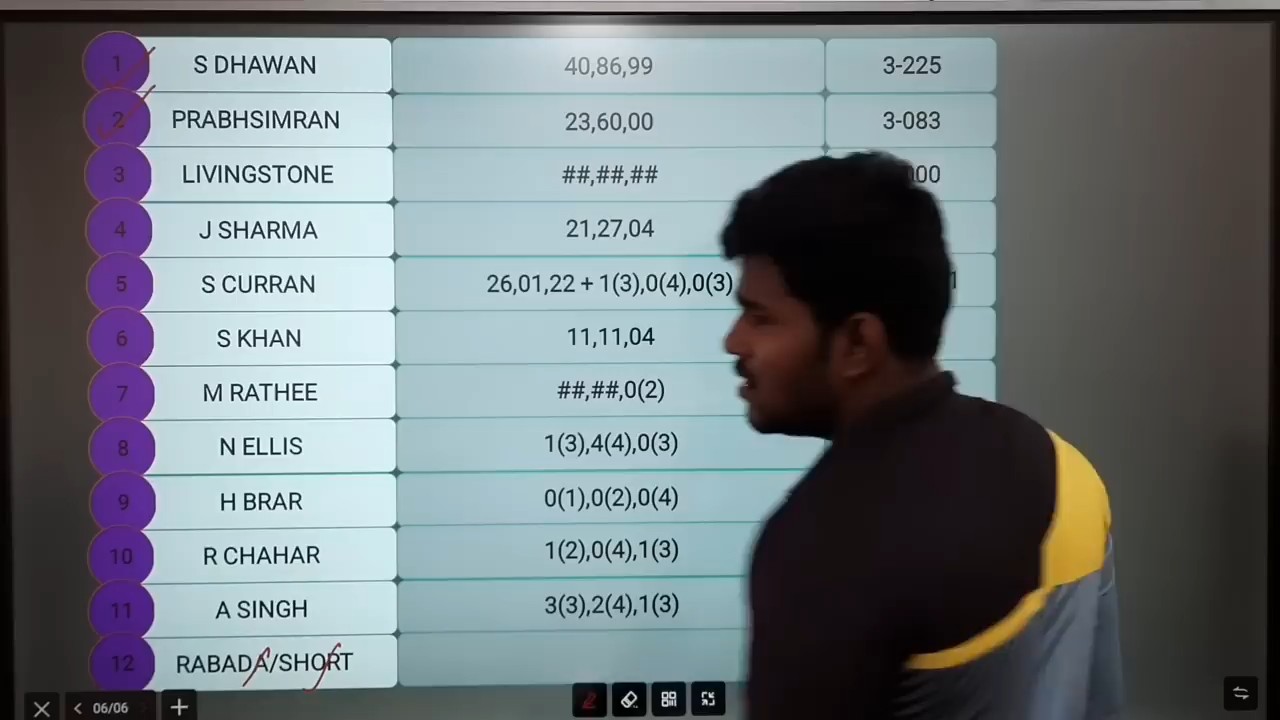 1 S DHAWAN 40,86,99 3-225
2 PRABHSIMRAN 23,60,00 3-083
3 LIVINGSTONE ##,##,## 00
4 J SHARMA 21,27,04
5 S CURRAN 26,01,22 + 1(3),0(4),0(3) 1
6 S KHAN 11,11,04
7 M RATHEE ##,##,0(2)
8 N ELLIS 1(3),4(4),0(3)
9 H BRAR 0(1),0(2),0(4)
10 R CHAHAR 1(2),0(4),1(3)
11 A SINGH 3(3),2(4),1(3)
12 RABADA/SHORT
06/06